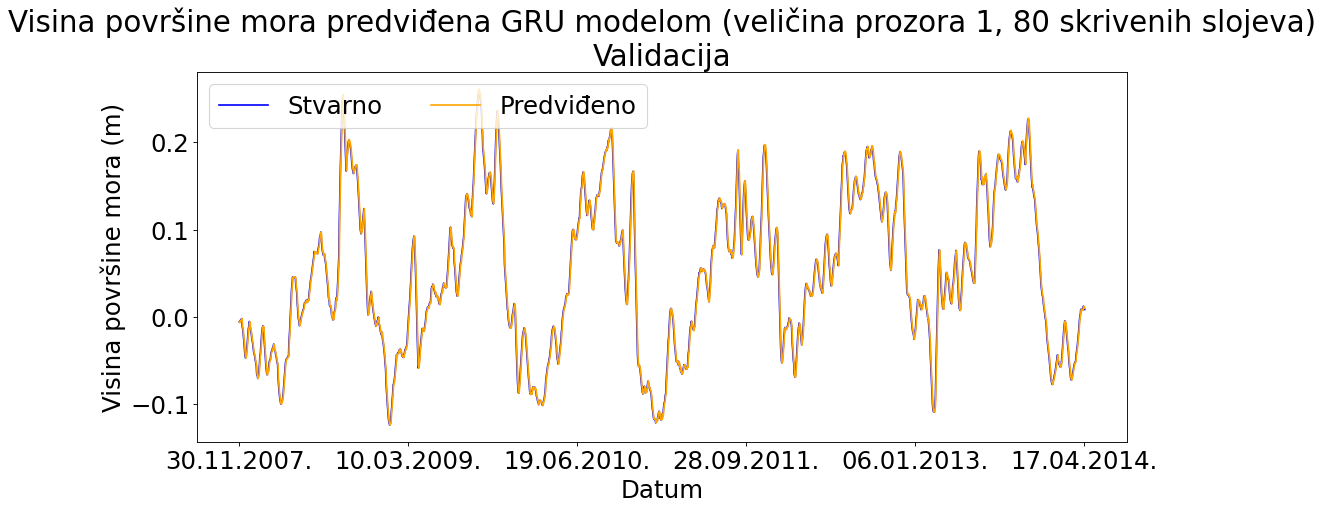 Visina površine mora predviđena GRU modelom (veličina prozora 1, 80 skrivenih slojeva)
Validacija
Stvarno
Predviđeno
Visina površine mora (m)
0.2
0.1
0.0
−0.1
30.11.2007.
10.03.2009.
19.06.2010.
28.09.2011.
06.01.2013.
17.04.2014.
Datum